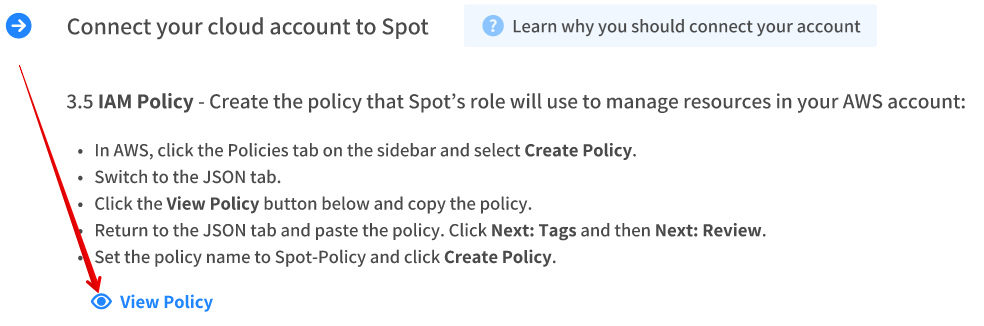 Connect your cloud account to Spot
? Learn why you should connect your account
3.5 IAM Policy - Create the policy that Spot’s role will use to manage resources in your AWS account:
• In AWS, click the Policies tab on the sidebar and select Create Policy.
• Switch to the JSON tab.
• Click the View Policy button below and copy the policy.
• Return to the JSON tab and paste the policy. Click Next: Tags and then Next: Review.
• Set the policy name to Spot-Policy and click Create Policy.
View Policy